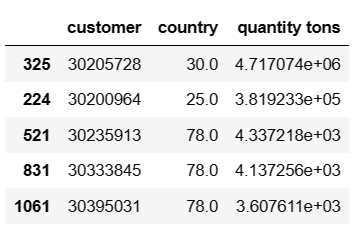 customer country quantity tons
325 30205728 30.0 4.717074e+06
224 30200964 25.0 3.819233e+05
521 30235913 78.0 4.337218e+03
831 30333845 78.0 4.137256e+03
1061 30395031 78.0 3.607611e+03